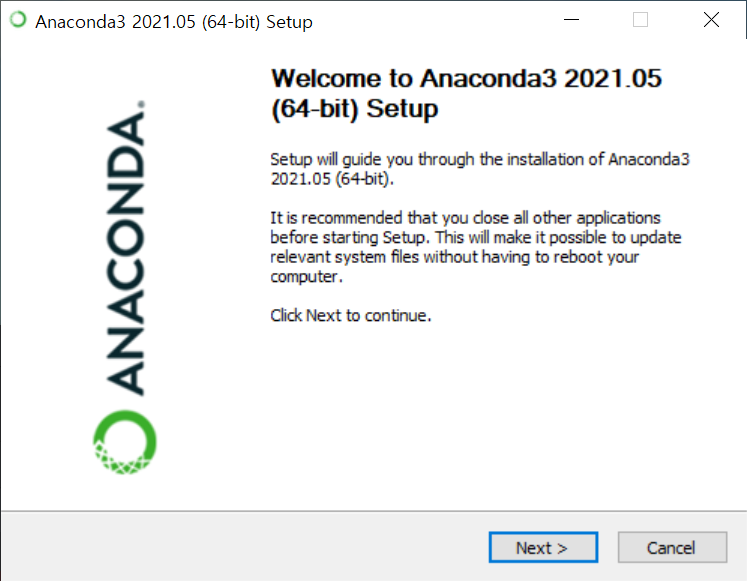 Anaconda3 2021.05 (64-bit) Setup
Welcome to Anaconda3 2021.05
(64-bit) Setup
Setup will guide you through the installation of Anaconda3
2021.05 (64-bit).
It is recommended that you close all other applications
before starting Setup. This will make it possible to update
relevant system files without having to reboot your
computer.
Click Next to continue.
ANACONDA.
Next >
Cancel